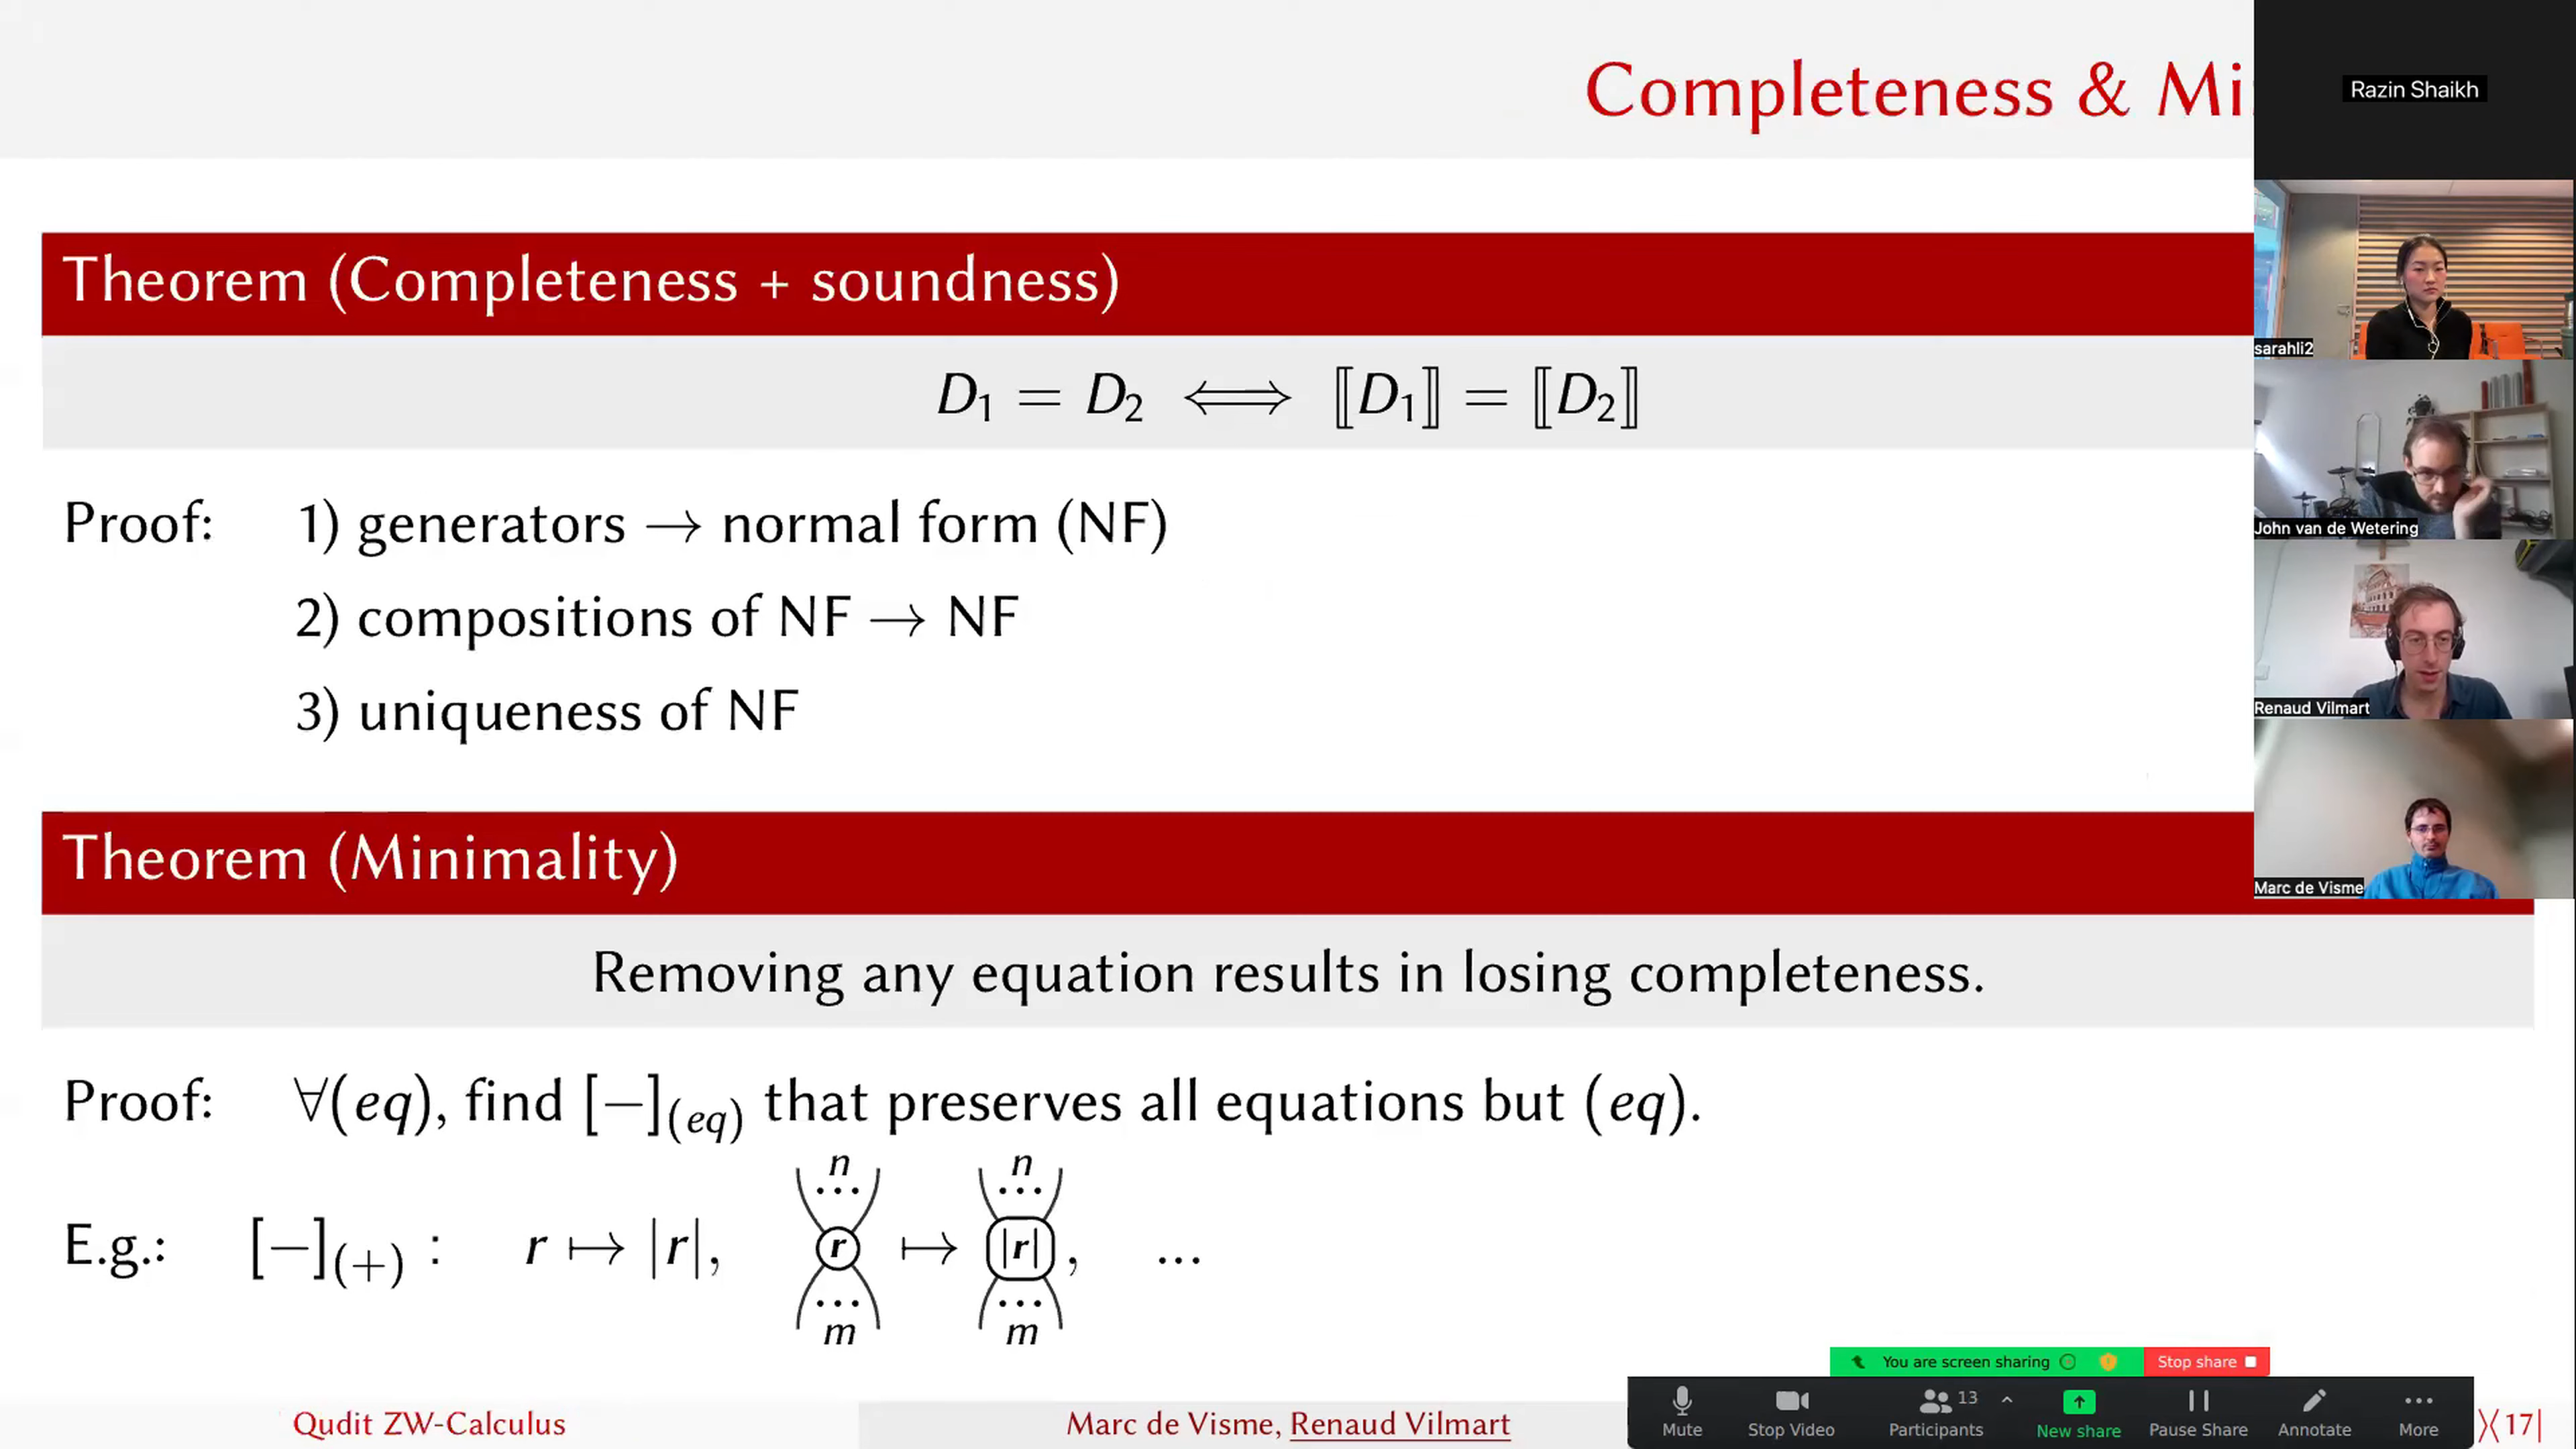 Completeness & Mi
Theorem (Completeness + soundness)
D₁ = D₂ ⟺ ⟦D₁⟧ = ⟦D₂⟧
Proof: 1) generators → normal form (NF)
2) compositions of NF → NF
3) uniqueness of NF
Theorem (Minimality)
Removing any equation results in losing completeness.
Proof: ∀(eq), find [−](eq) that preserves all equations but (eq).
n n
... ...
E.g.: [−](+) : r ↦ |r|, r ↦ |r| , ...
... ...
m m
Qudit ZW-Calculus
Marc de Visme, Renaud Vilmart
17
Razin Shaikh
sarahli2
John van de Wetering
Renaud Vilmart
Marc de Visme
You are screen sharing
Stop share
13
Mute
Stop Video
Participants
New share
Pause Share
Annotate
More